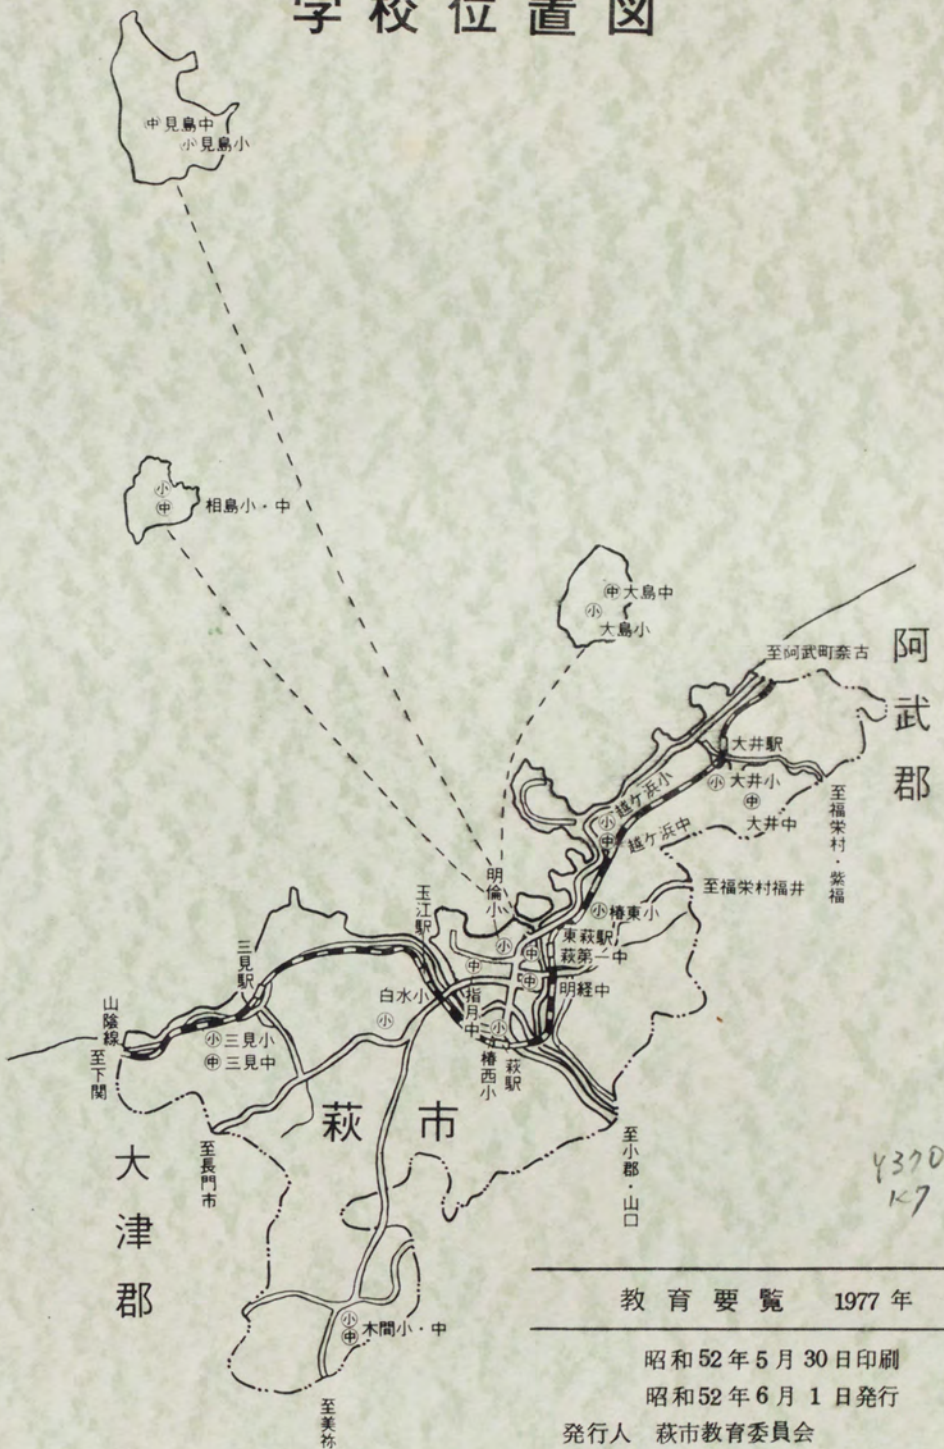 学校位置図
中見島中
小見島小
小
中
相島小・中
中大島中
小
大島小
至阿武町奈古
阿武郡
大井駅
小大井小
中
大井中
越ケ浜小
小
中
越ケ浜中
至福栄村・紫福
至福栄村福井
明倫小
玉江駅
小椿東小
小
東萩駅
中
萩第一中
中
中
明経中
三見駅
白水小
小
指月中
小
椿西小
萩駅
山陰線
至下関
小三見小
中三見中
萩市
至長門市
大津郡
至小郡・山口
Y370
K7
小
中
木間小・中
至美祢
教育要覧 1977年
昭和52年5月30日印刷
昭和52年6月1日発行
発行人 萩市教育委員会